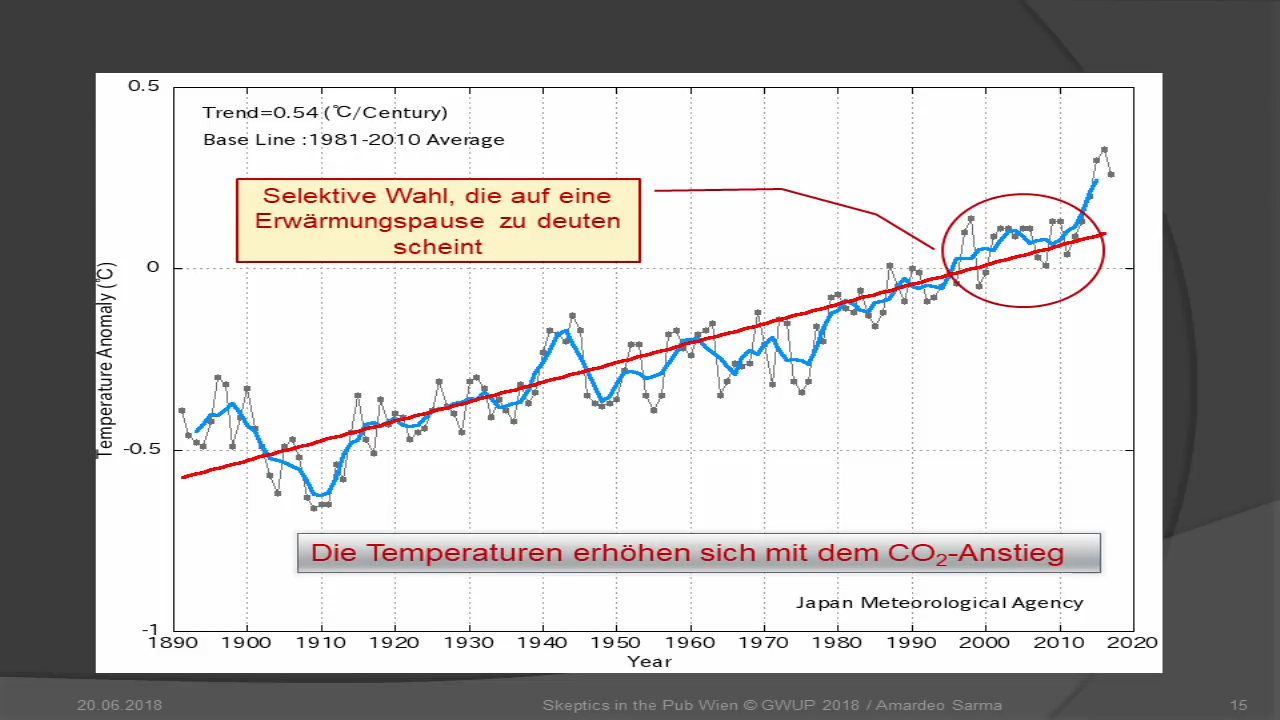 0.5
Trend=0.54 (℃/Century)
Base Line :1981-2010 Average
Selektive Wahl, die auf eine
Erwärmungspause zu deuten
scheint
0
Temperature Anomaly (℃)
-0.5
Die Temperaturen erhöhen sich mit dem CO₂-Anstieg
Japan Meteorological Agency
-1
1890 1900 1910 1920 1930 1940 1950 1960 1970 1980 1990 2000 2010 2020
Year
20.06.2018 Skeptics in the Pub Wien © GWUP 2018 / Amardeo Sarma 15